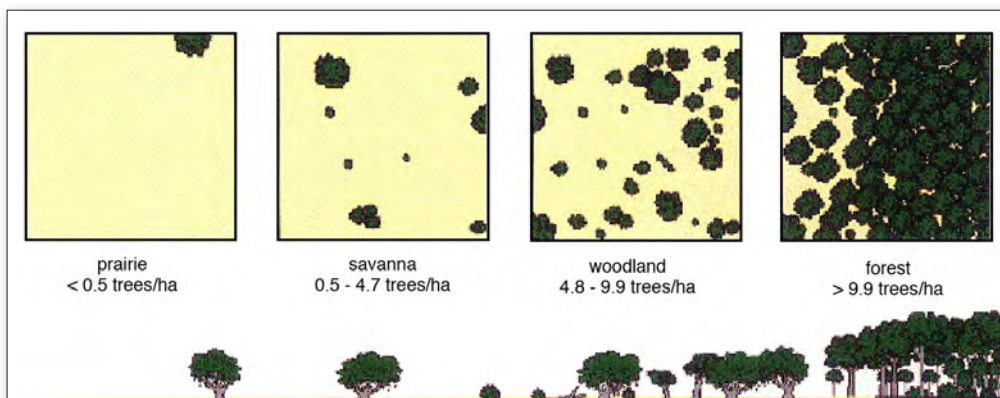 prairie
< 0.5 trees/ha
savanna
0.5 - 4.7 trees/ha
woodland
4.8 - 9.9 trees/ha
forest
> 9.9 trees/ha